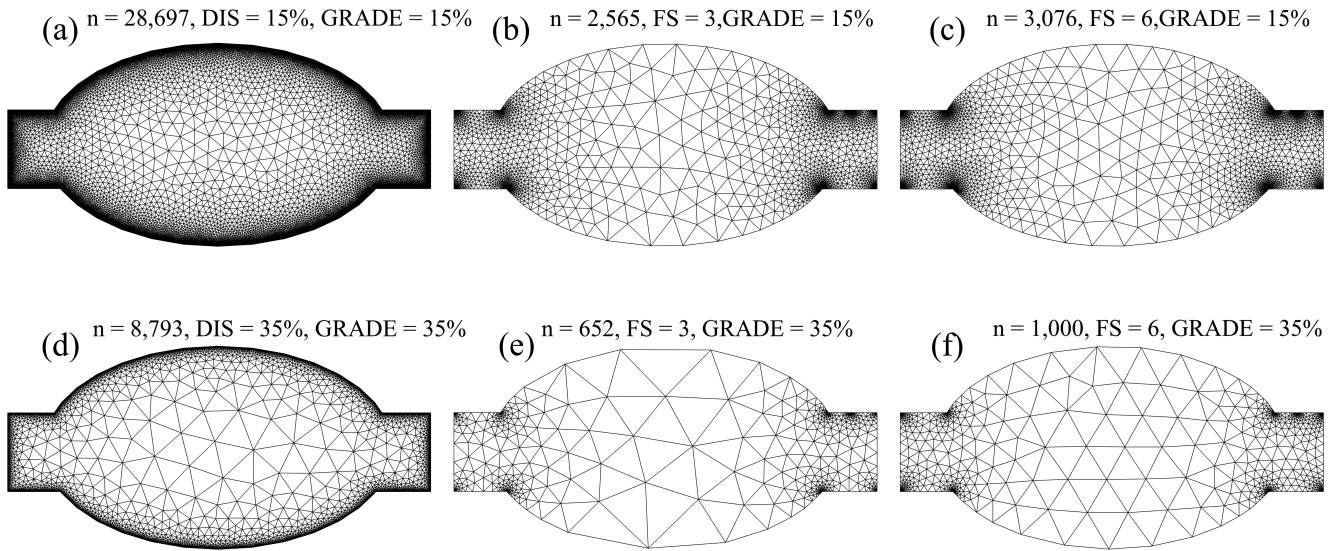 (a) n = 28,697, DIS = 15%, GRADE = 15%
(b) n = 2,565, FS = 3,GRADE = 15%
(c) n = 3,076, FS = 6,GRADE = 15%
(d) n = 8,793, DIS = 35%, GRADE = 35%
(e) n = 652, FS = 3, GRADE = 35%
(f) n = 1,000, FS = 6, GRADE = 35%